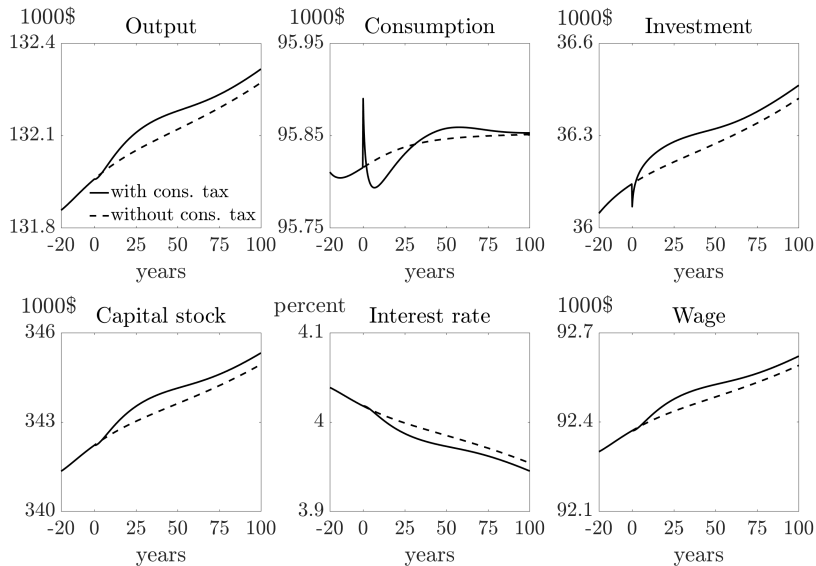 1000$
Output
132.4
132.1
131.8
with cons. tax
without cons. tax
-20 0 25 50 75 100
years
1000$
Consumption
95.95
95.85
95.75
-20 0 25 50 75 100
years
1000$
Investment
36.6
36.3
36
-20 0 25 50 75 100
years
1000$
Capital stock
346
343
340
-20 0 25 50 75 100
years
percent
Interest rate
4.1
4
3.9
-20 0 25 50 75 100
years
1000$
Wage
92.7
92.4
92.1
-20 0 25 50 75 100
years